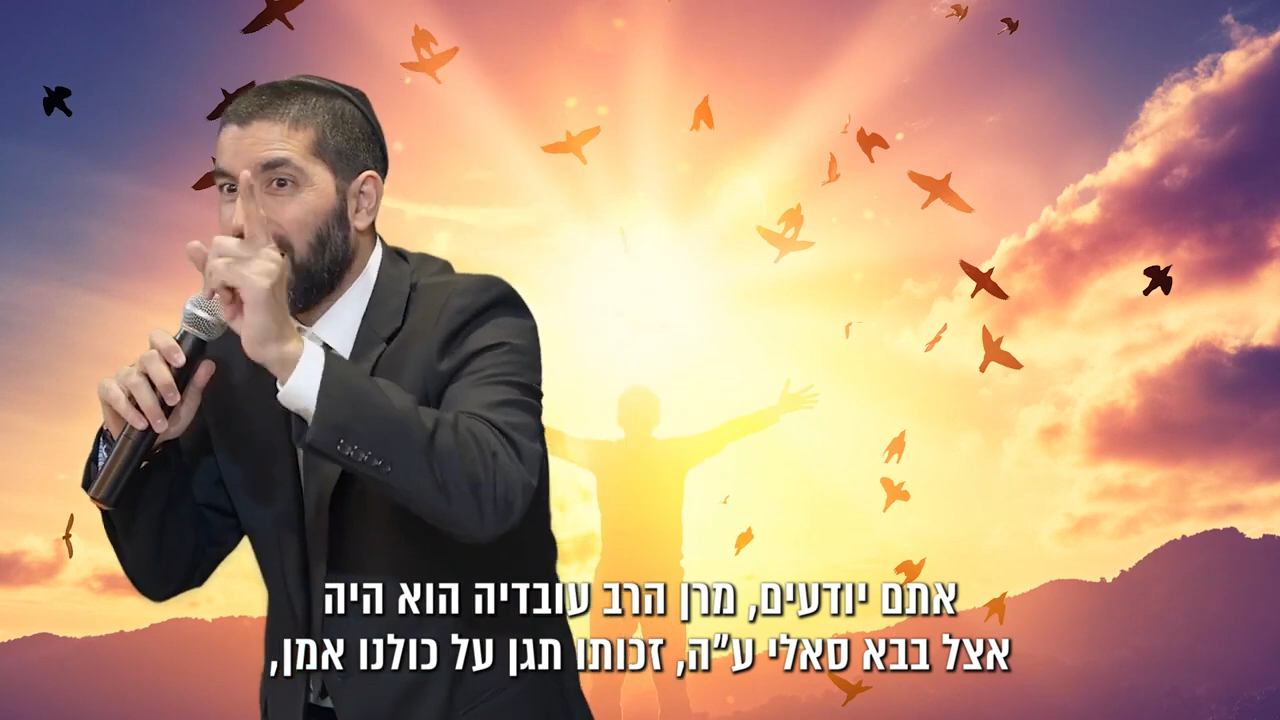 אתם יודעים, מרן הרב עובדיה הוא היה
אצל בבא סאלי ע"ה, זכותו תגן על כולנו אמן,